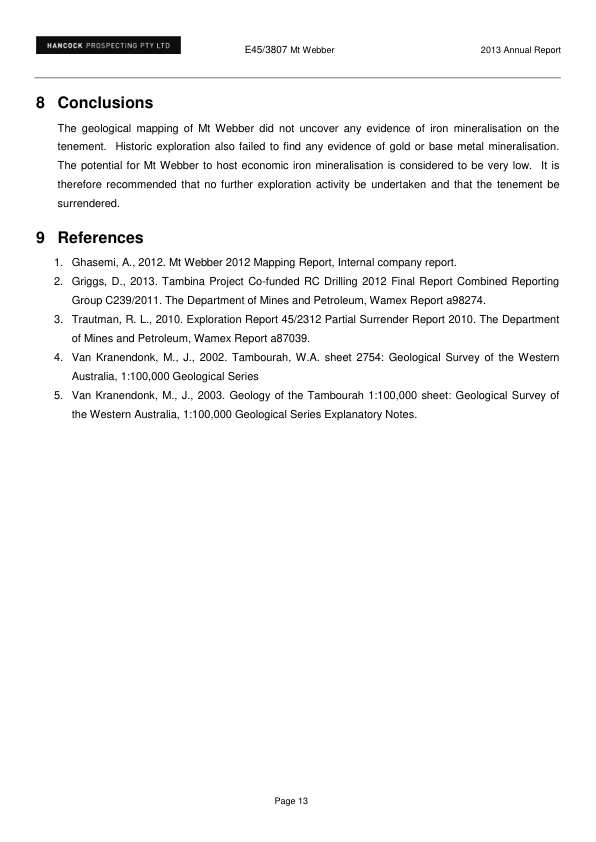 HANCOCK PROSPECTING PTY LTD
E45/3807 Mt Webber
2013 Annual Report
8 Conclusions
The geological mapping of Mt Webber did not uncover any evidence of iron mineralisation on the
tenement. Historic exploration also failed to find any evidence of gold or base metal mineralisation.
The potential for Mt Webber to host economic iron mineralisation is considered to be very low. It is
therefore recommended that no further exploration activity be undertaken and that the tenement be
surrendered.
9 References
1. Ghasemi, A., 2012. Mt Webber 2012 Mapping Report, Internal company report.
2. Griggs, D., 2013. Tambina Project Co-funded RC Drilling 2012 Final Report Combined Reporting
Group C239/2011. The Department of Mines and Petroleum, Wamex Report a98274.
3. Trautman, R. L., 2010. Exploration Report 45/2312 Partial Surrender Report 2010. The Department
of Mines and Petroleum, Wamex Report a87039.
4. Van Kranendonk, M., J., 2002. Tambourah, W.A. sheet 2754: Geological Survey of the Western
Australia, 1:100,000 Geological Series
5. Van Kranendonk, M., J., 2003. Geology of the Tambourah 1:100,000 sheet: Geological Survey of
the Western Australia, 1:100,000 Geological Series Explanatory Notes.
Page 13